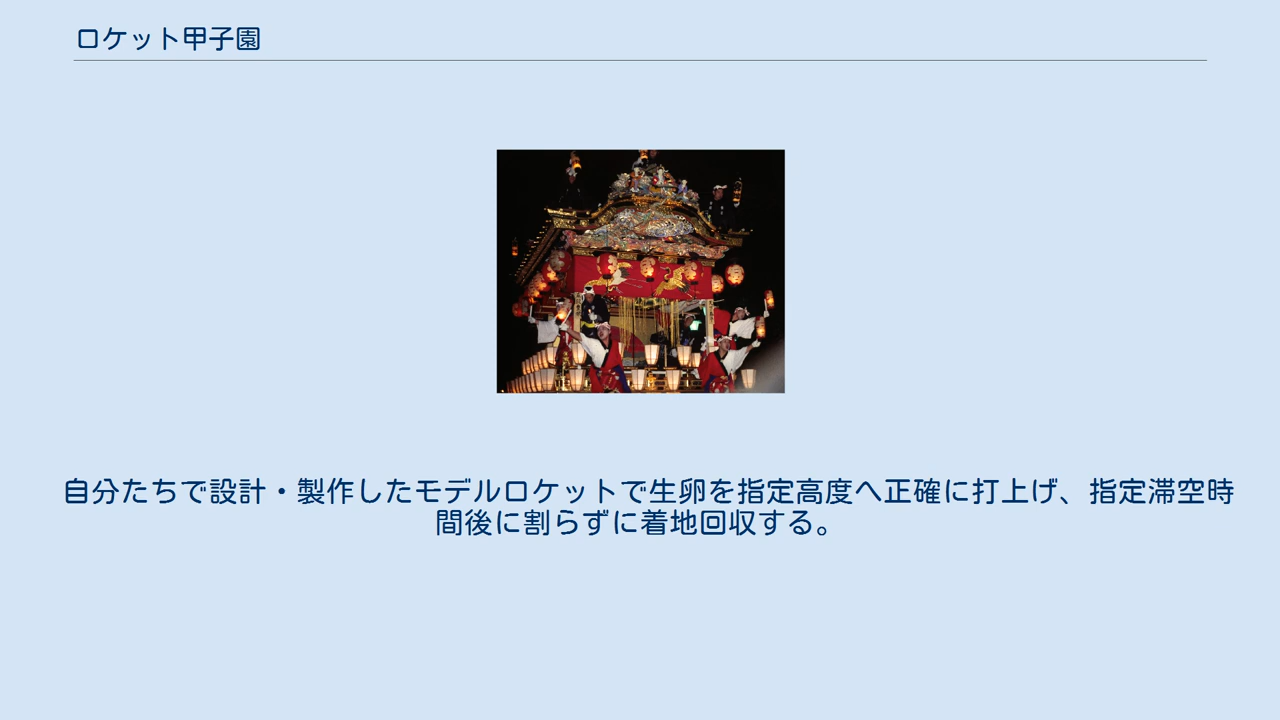 ロケット甲子園
自分たちで設計・製作したモデルロケットで生卵を指定高度へ正確に打上げ、指定滞空時
間後に割らずに着地回収する。